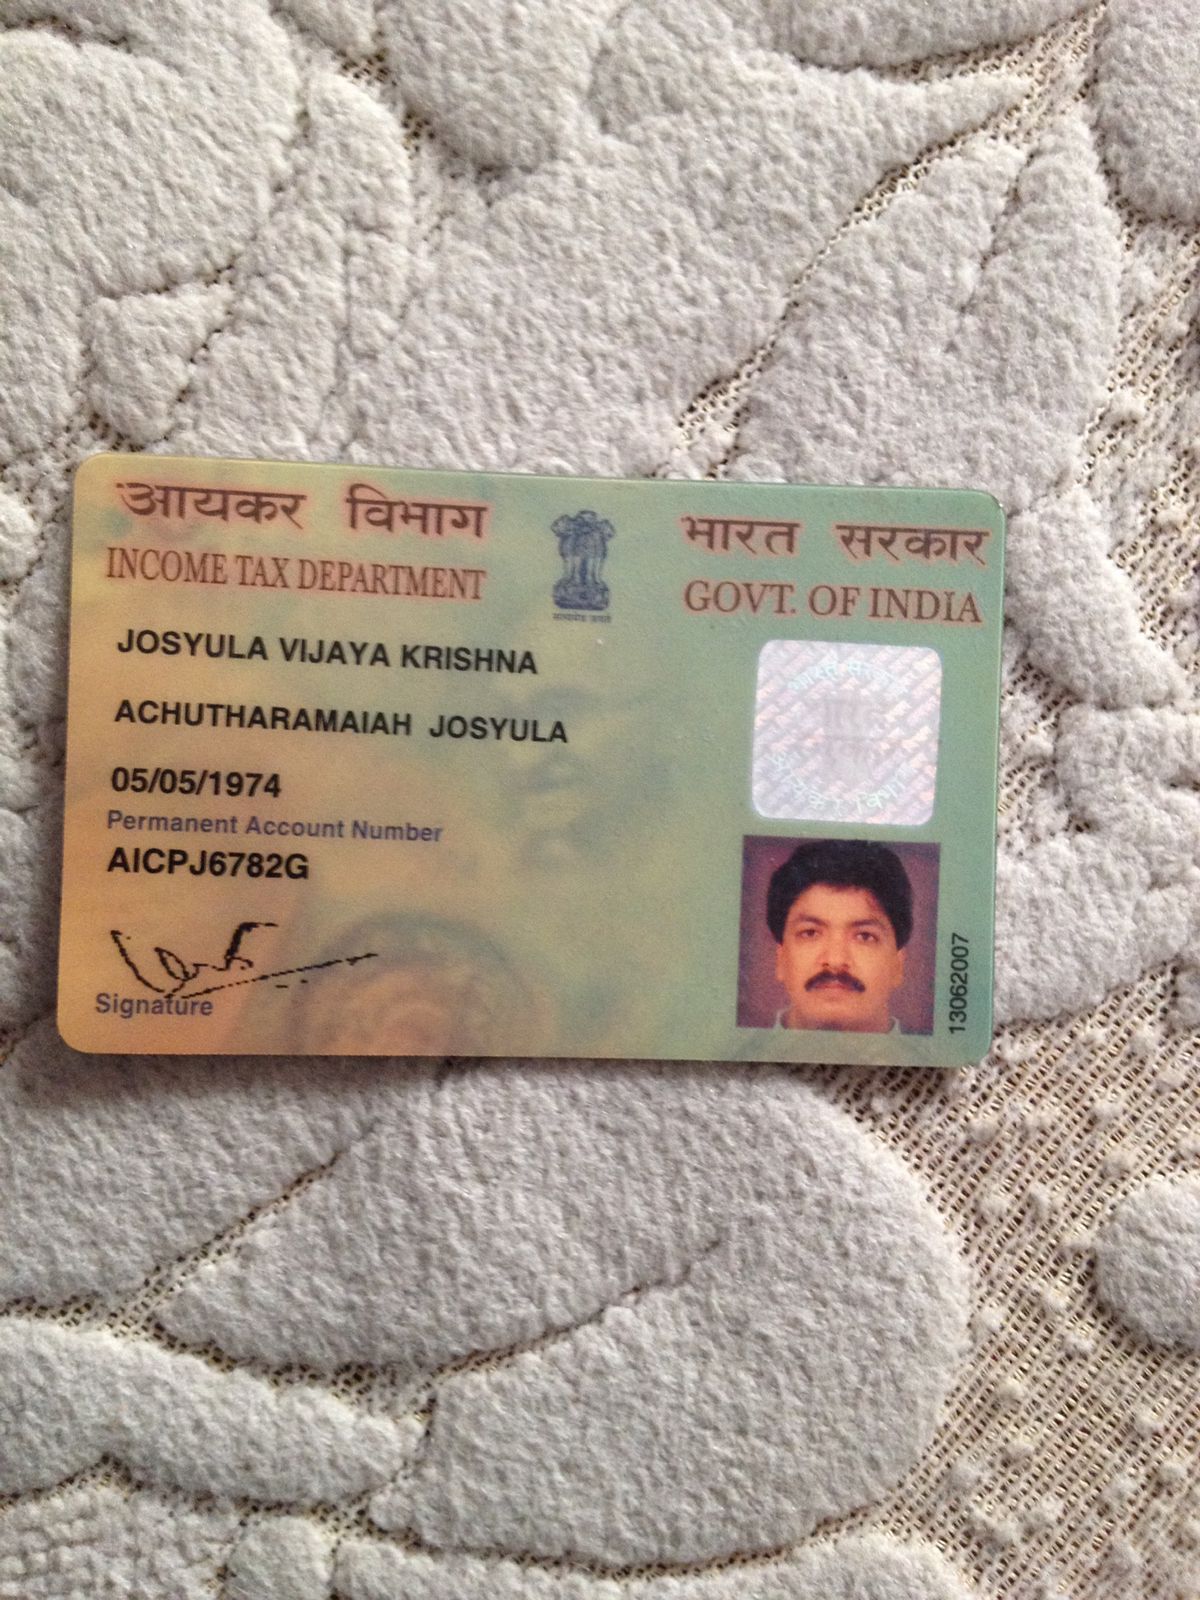 आयकर विभाग
INCOME TAX DEPARTMENT
भारत सरकार
GOVT. OF INDIA
JOSYULA VIJAYA KRISHNA
ACHUTHARAMAIAH JOSYULA
05/05/1974
Permanent Account Number
AICPJ6782G
Signature
13062007